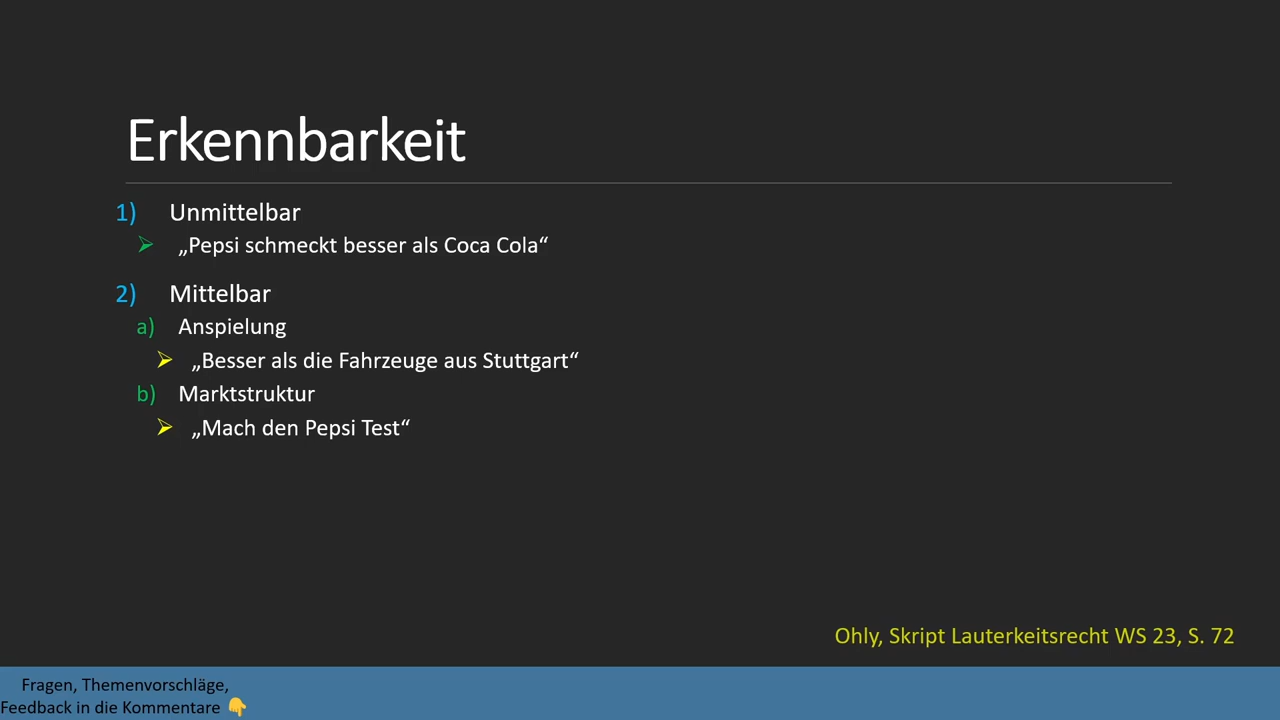 Erkennbarkeit
1) Unmittelbar
„Pepsi schmeckt besser als Coca Cola“
2) Mittelbar
a) Anspielung
„Besser als die Fahrzeuge aus Stuttgart“
b) Marktstruktur
„Mach den Pepsi Test“
Ohly, Skript Lauterkeitsrecht WS 23, S. 72
Fragen, Themenvorschläge,
Feedback in die Kommentare 👇